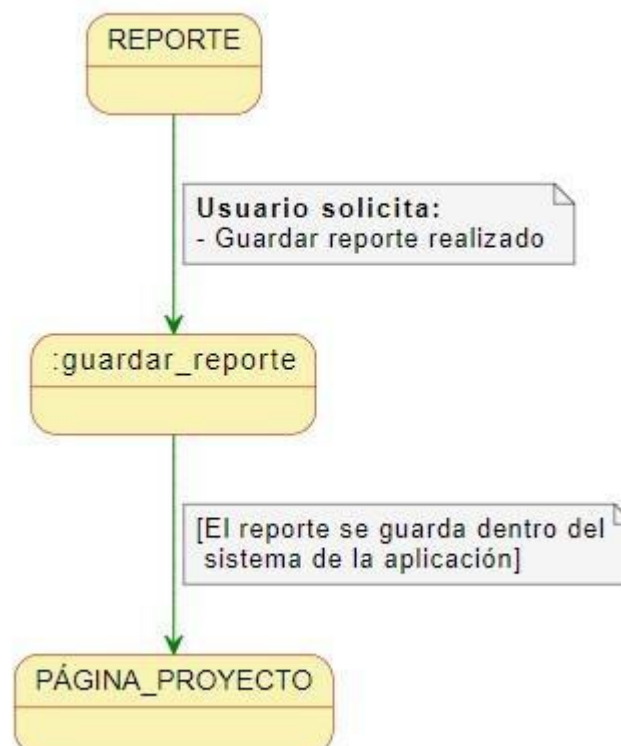 REPORTE
Usuario solicita:
- Guardar reporte realizado
:guardar_reporte
[El reporte se guarda dentro del
sistema de la aplicación]
PÁGINA_PROYECTO